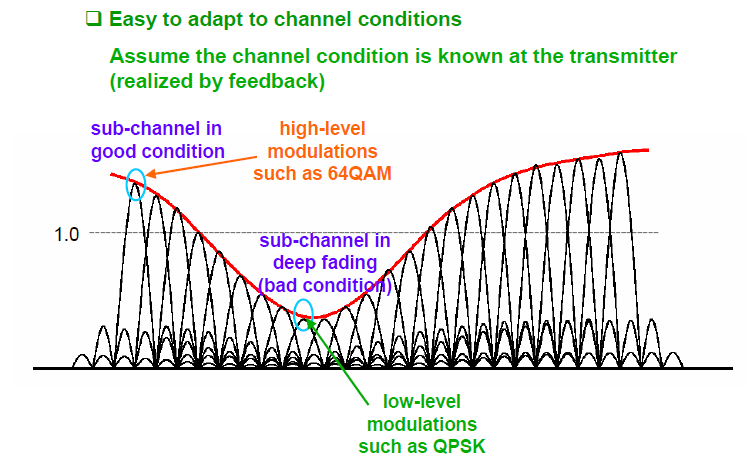 ❑ Easy to adapt to channel conditions
Assume the channel condition is known at the transmitter
(realized by feedback)
sub-channel in
good condition
high-level
modulations
such as 64QAM
1.0
sub-channel in
deep fading
(bad condition)
low-level
modulations
such as QPSK